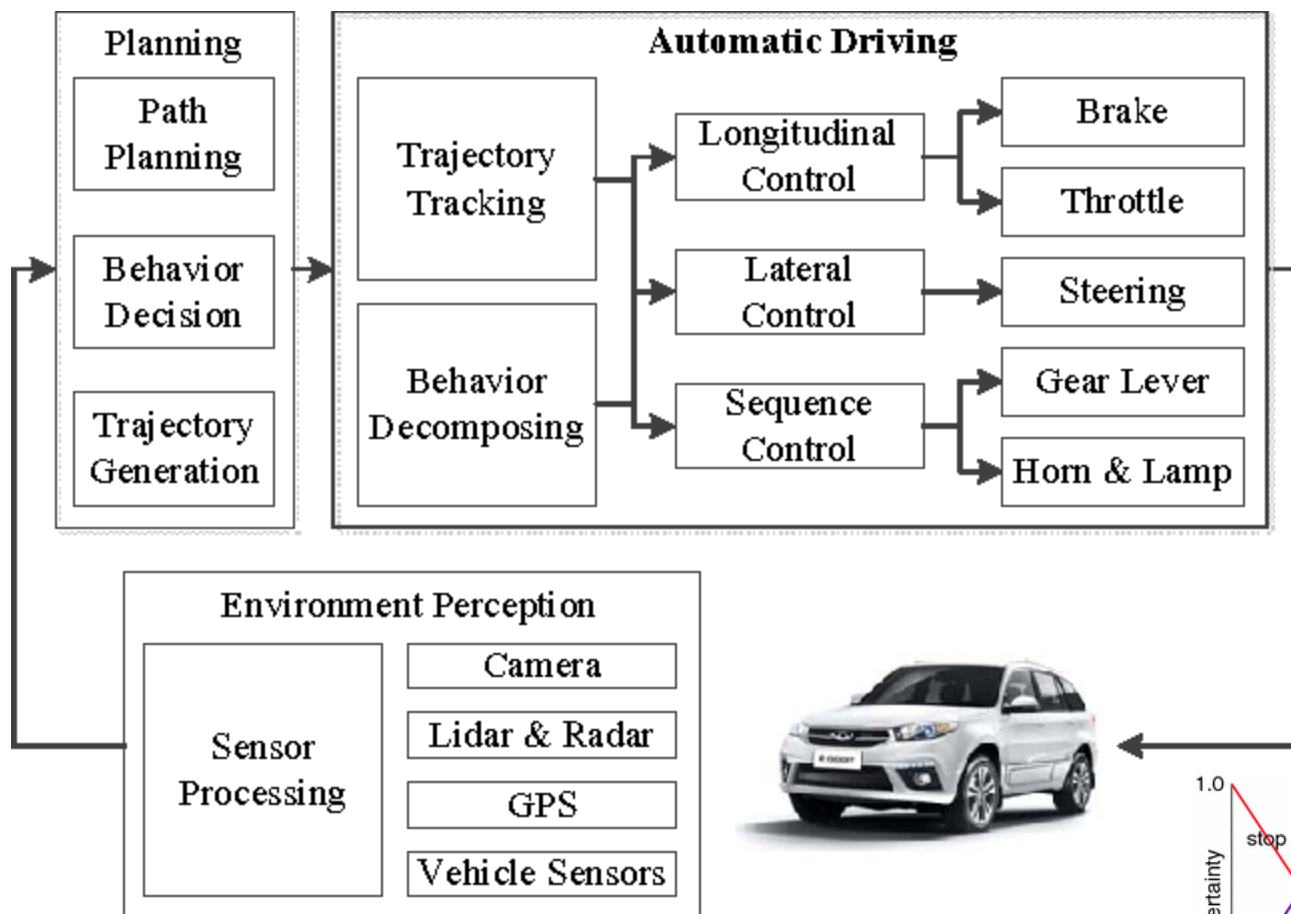 Planning
Path
Planning
Behavior
Decision
Trajectory
Generation
Automatic Driving
Trajectory
Tracking
Behavior
Decomposing
Longitudinal
Control
Lateral
Control
Sequence
Control
Brake
Throttle
Steering
Gear Lever
Horn & Lamp
Environment Perception
Sensor
Processing
Camera
Lidar & Radar
GPS
Vehicle Sensors
1.0
stop